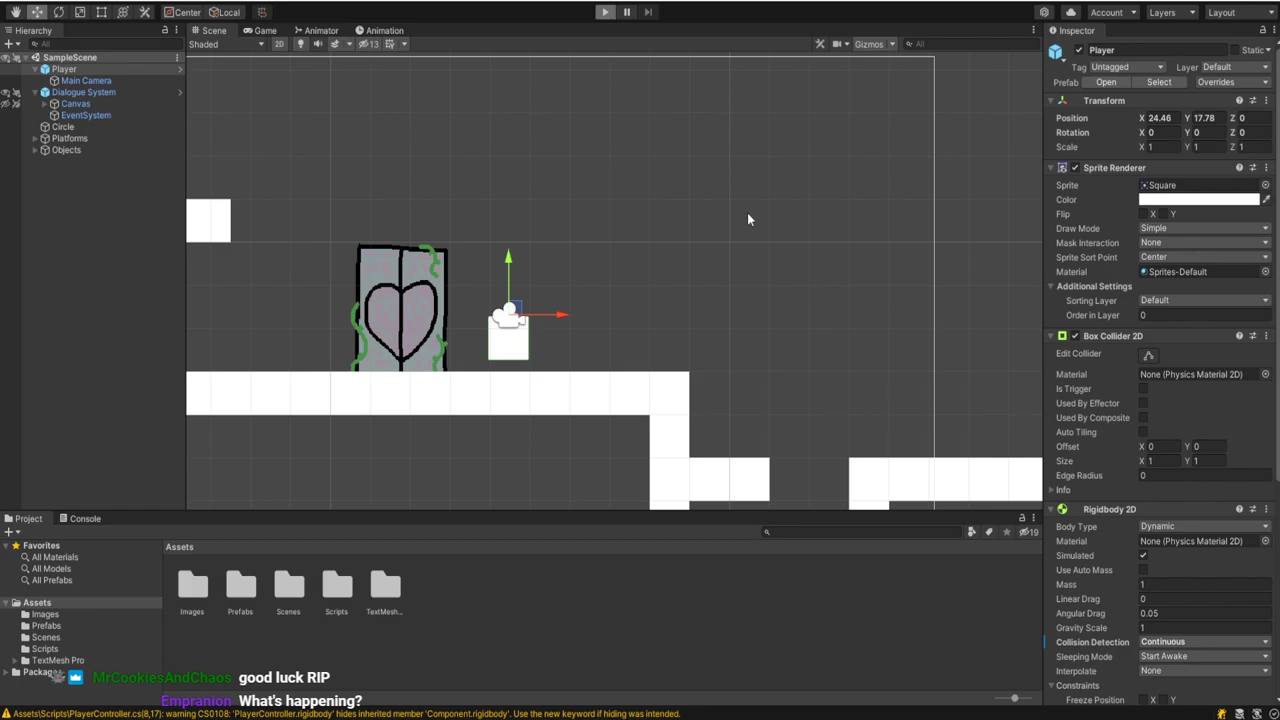 Center Local Account Layers Layout
Hierarchy Scene Game Animator Animation Inspector
All Shaded 2D 13 Gizmos All Player Static
SampleScene Tag Untagged Layer Default
Player Prefab Open Select Overrides
Main Camera
Dialogue System Transform
Canvas
EventSystem Position X 24.46 Y 17.78 Z 0
Circle Rotation X 0 Y 0 Z 0
Platforms Scale X 1 Y 1 Z 1
Objects
Sprite Renderer
Sprite Square
Color
Flip X Y
Draw Mode Simple
Mask Interaction None
Sprite Sort Point Center
Material Sprites-Default
Additional Settings
Sorting Layer Default
Order in Layer 0
Box Collider 2D
Edit Collider
Material None (Physics Material 2D)
Is Trigger
Used By Effector
Used By Composite
Auto Tiling
Offset X 0 Y 0
Size X 1 Y 1
Edge Radius 0
Info
Rigidbody 2D
Body Type Dynamic
Material None (Physics Material 2D)
Simulated
Use Auto Mass
Mass 1
Linear Drag 0
Angular Drag 0.05
Gravity Scale 1
Collision Detection Continuous
Sleeping Mode Start Awake
Interpolate None
Constraints
Freeze Position X Y
Project Console
19
Favorites Assets
All Materials
All Models
All Prefabs
Assets
Images
Prefabs
Scenes
Scripts
TextMesh Pro
Packag
Images Prefabs Scenes Scripts TextMesh...
MrCookiesAndChaos good luck RIP
Empranion What's happening?
Assets\Scripts\PlayerController.cs(8,17): warning CS0108: 'PlayerController.rigidbody' hides inherited member 'Component.rigidbody'. Use the new keyword if hiding was intended.